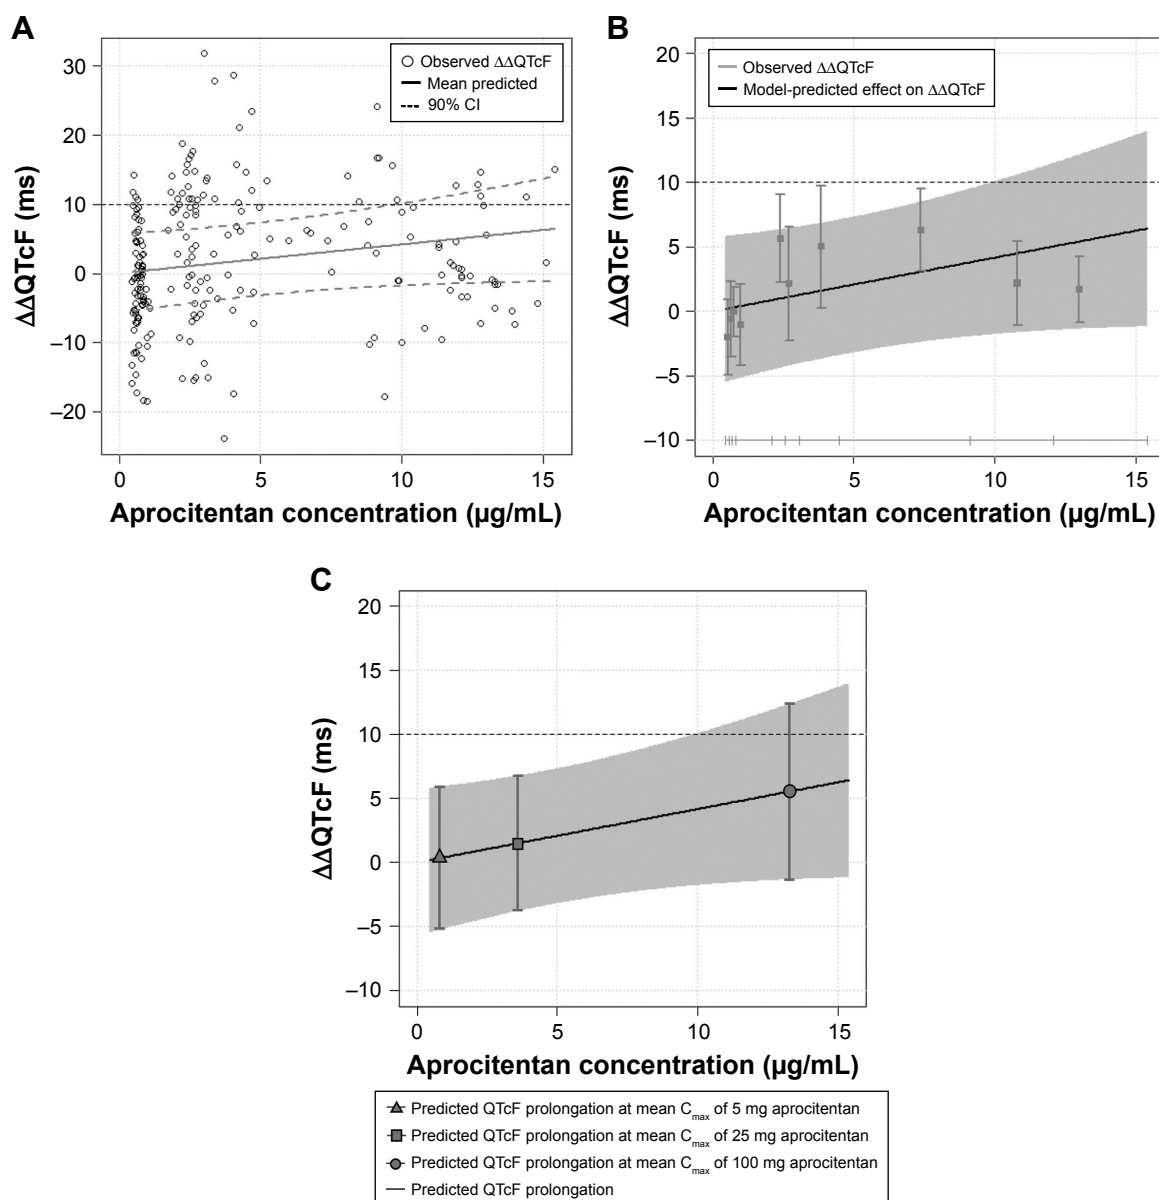 A
30
20
10
0
–10
–20
ΔΔQTcF (ms)
Observed ΔΔQTcF
Mean predicted
90% CI
0 5 10 15
Aprocitentan concentration (µg/mL)
B
20
15
10
5
0
–5
–10
ΔΔQTcF (ms)
Observed ΔΔQTcF
Model-predicted effect on ΔΔQTcF
0 5 10 15
Aprocitentan concentration (µg/mL)
C
20
15
10
5
0
–5
–10
ΔΔQTcF (ms)
0 5 10 15
Aprocitentan concentration (µg/mL)
Predicted QTcF prolongation at mean Cmax of 5 mg aprocitentan
Predicted QTcF prolongation at mean Cmax of 25 mg aprocitentan
Predicted QTcF prolongation at mean Cmax of 100 mg aprocitentan
Predicted QTcF prolongation